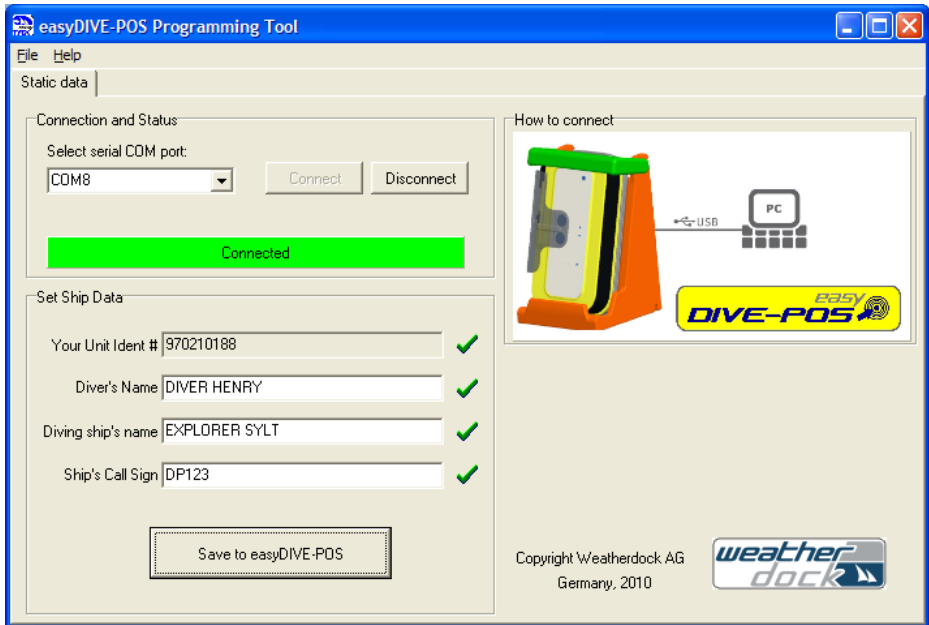 easyDIVE-POS Programming Tool
File Help
Static data
Connection and Status
Select serial COM port:
COM8
Connect
Disconnect
Connected
How to connect
USB
PC
easy
DIVE-POS
Set Ship Data
Your Unit Ident # 970210188
Diver's Name DIVER HENRY
Diving ship's name EXPLORER SYLT
Ship's Call Sign DP123
Save to easyDIVE-POS
Copyright Weatherdock AG
Germany, 2010
weather
dock